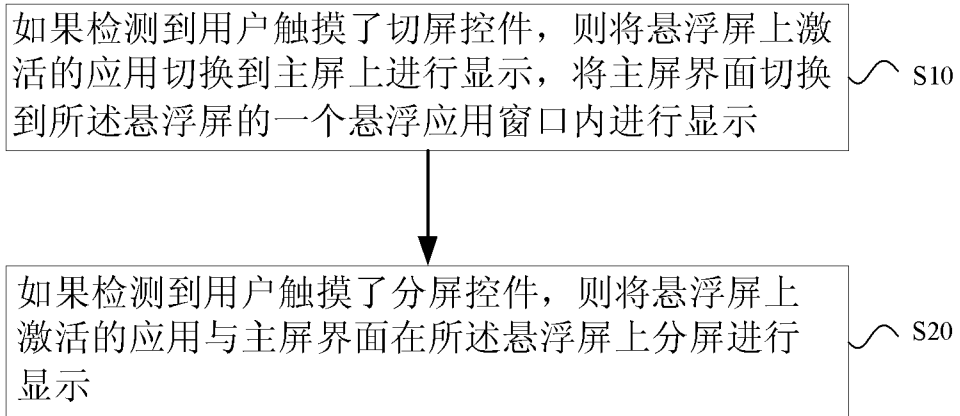 如果检测到用户触摸了切屏控件，则将悬浮屏上激
活的应用切换到主屏上进行显示，将主屏界面切换
到所述悬浮屏的一个悬浮应用窗口内进行显示
S10
如果检测到用户触摸了分屏控件，则将悬浮屏上
激活的应用与主屏界面在所述悬浮屏上分屏进行
显示
S20